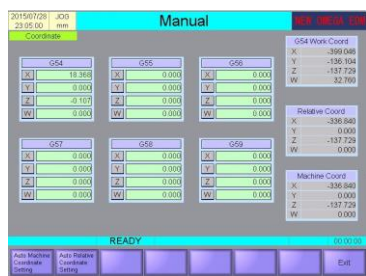 2015/07/28 JOG
23:05:00 mm
Manual
NEW OMEGA EDM
Coordinate
G54
X 18.368
Y 0.000
Z -0.187
W 0.000
G55
X 0.000
Y 0.000
Z 0.000
W 0.000
G56
X 0.000
Y 0.000
Z 0.000
W 0.000
G57
X 0.000
Y 0.000
Z 0.000
W 0.000
G58
X 0.000
Y 0.000
Z 0.000
W 0.000
G59
X 0.000
Y 0.000
Z 0.000
W 0.000
G54 Work Coord
X -399.046
Y -136.104
Z -137.729
W 32.760
Relative Coord
X -336.840
Y 0.000
Z -137.729
W 0.000
Machine Coord
X -336.840
Y 0.000
Z -137.729
W 0.000
READY
00:00:00
Auto Machine Coordinate Setting
Auto Relative Coordinate Setting
Exit